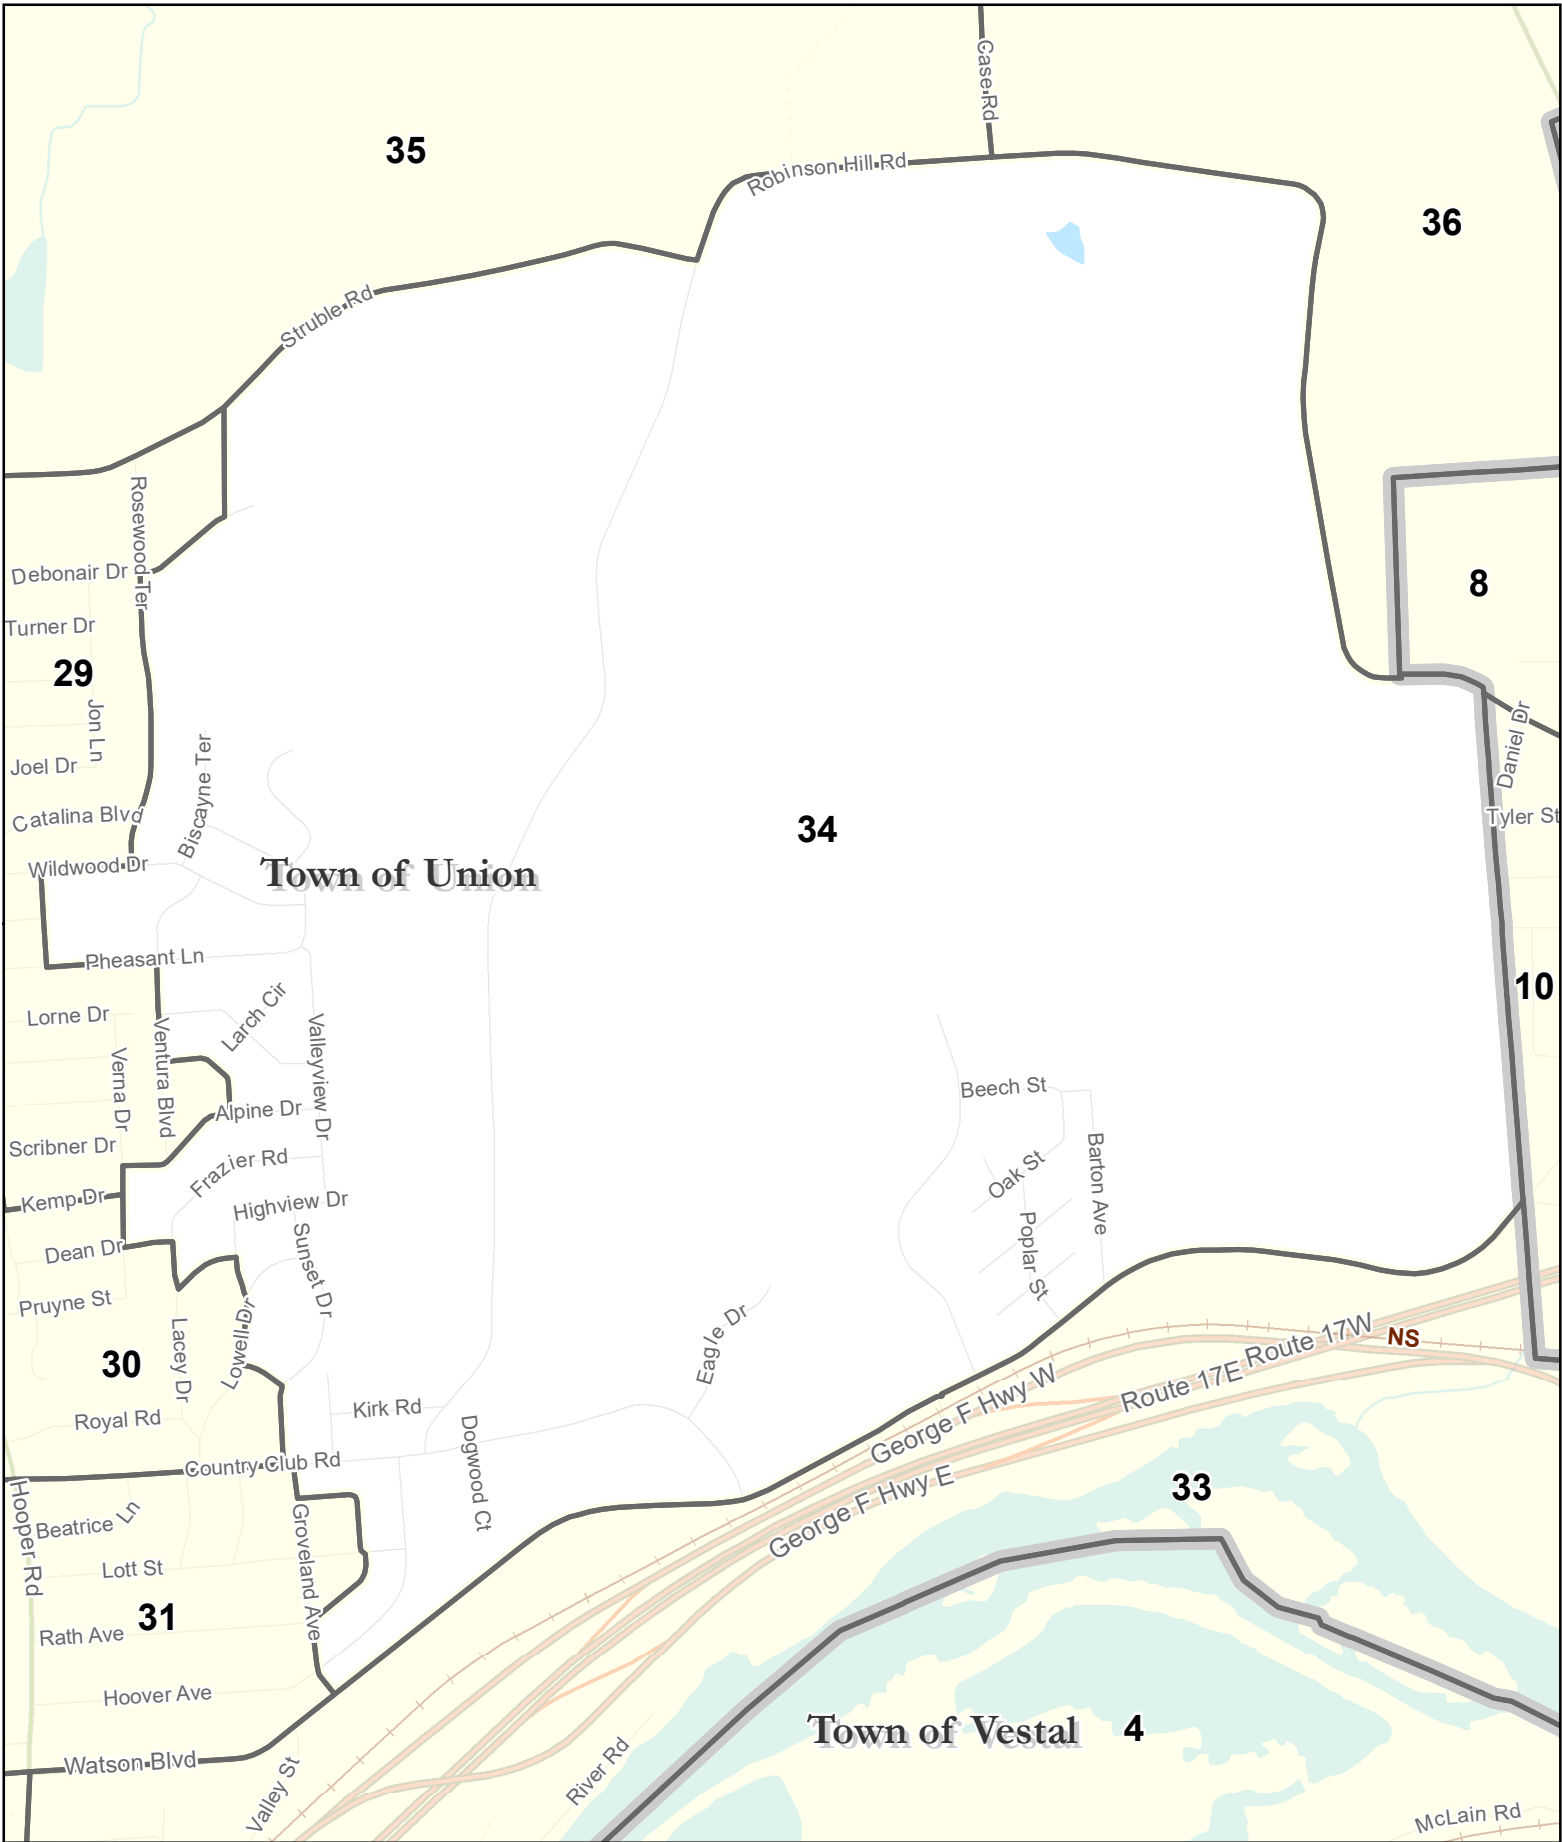 Case Rd
35
Robinson Hill Rd
36
Struble Rd
Rosewood Ter
Debonair Dr
8
Turner Dr
29
Jon Ln
Daniel Dr
Joel Dr
Biscayne Ter
Catalina Blvd
Tyler St
34
Wildwood Dr
Town of Union
Pheasant Ln
10
Larch Cir
Lorne Dr
Ventura Blvd
Valleyview Dr
Verna Dr
Beech St
Alpine Dr
Scribner Dr
Barton Ave
Frazier Rd
Oak St
Kemp Dr
Highview Dr
Poplar St
Sunset Dr
Dean Dr
Pruyne St
Lowell Dr
Lacey Dr
Eagle Dr
Route 17W
NS
30
Route 17E
George F Hwy W
Kirk Rd
Royal Rd
Dogwood Ct
Country Club Rd
George F Hwy E
33
Hooper Rd
Beatrice Ln
Groveland Ave
Lott St
31
Rath Ave
Hoover Ave
Town of Vestal
4
Watson Blvd
Valley St
River Rd
McLain Rd